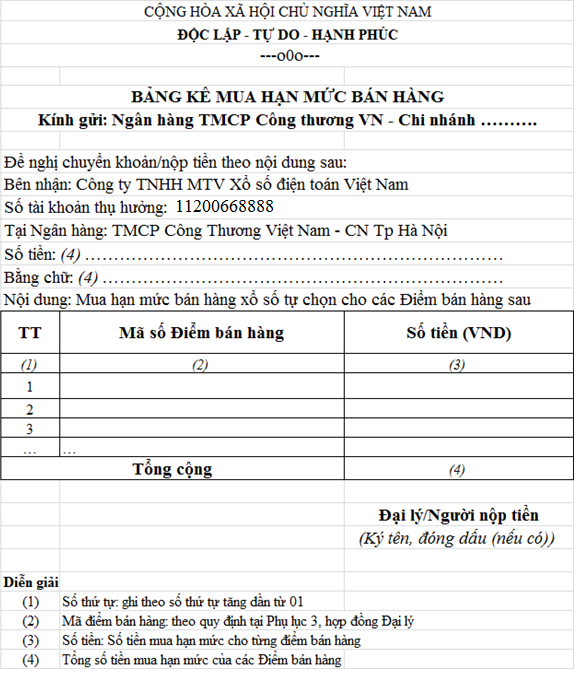 CỘNG HÒA XÃ HỘI CHỦ NGHĨA VIỆT NAM
ĐỘC LẬP - TỰ DO - HẠNH PHÚC
---o0o---
BẢNG KÊ MUA HẠN MỨC BÁN HÀNG
Kính gửi: Ngân hàng TMCP Công thương VN - Chi nhánh ……….
Đề nghị chuyển khoản/nộp tiền theo nội dung sau:
Bên nhận: Công ty TNHH MTV Xổ số điện toán Việt Nam
Số tài khoản thụ hưởng: 11200668888
Tại Ngân hàng: TMCP Công Thương Việt Nam - CN Tp Hà Nội
Số tiền: (4) ……………………………………………………………
Bằng chữ: (4) …………………………………………………………
Nội dung: Mua hạn mức bán hàng xổ số tự chọn cho các Điểm bán hàng sau
TT Mã số Điểm bán hàng Số tiền (VND)
(1) (2) (3)
1
2
3
… …
Tổng cộng (4)
Đại lý/Người nộp tiền
(Ký tên, đóng dấu (nếu có))
Diễn giải
(1) Số thứ tự: ghi theo số thứ tự tăng dần từ 01
(2) Mã điểm bán hàng: theo quy định tại Phụ lục 3, hợp đồng Đại lý
(3) Số tiền: Số tiền mua hạn mức cho từng điểm bán hàng
(4) Tổng số tiền mua hạn mức của các Điểm bán hàng